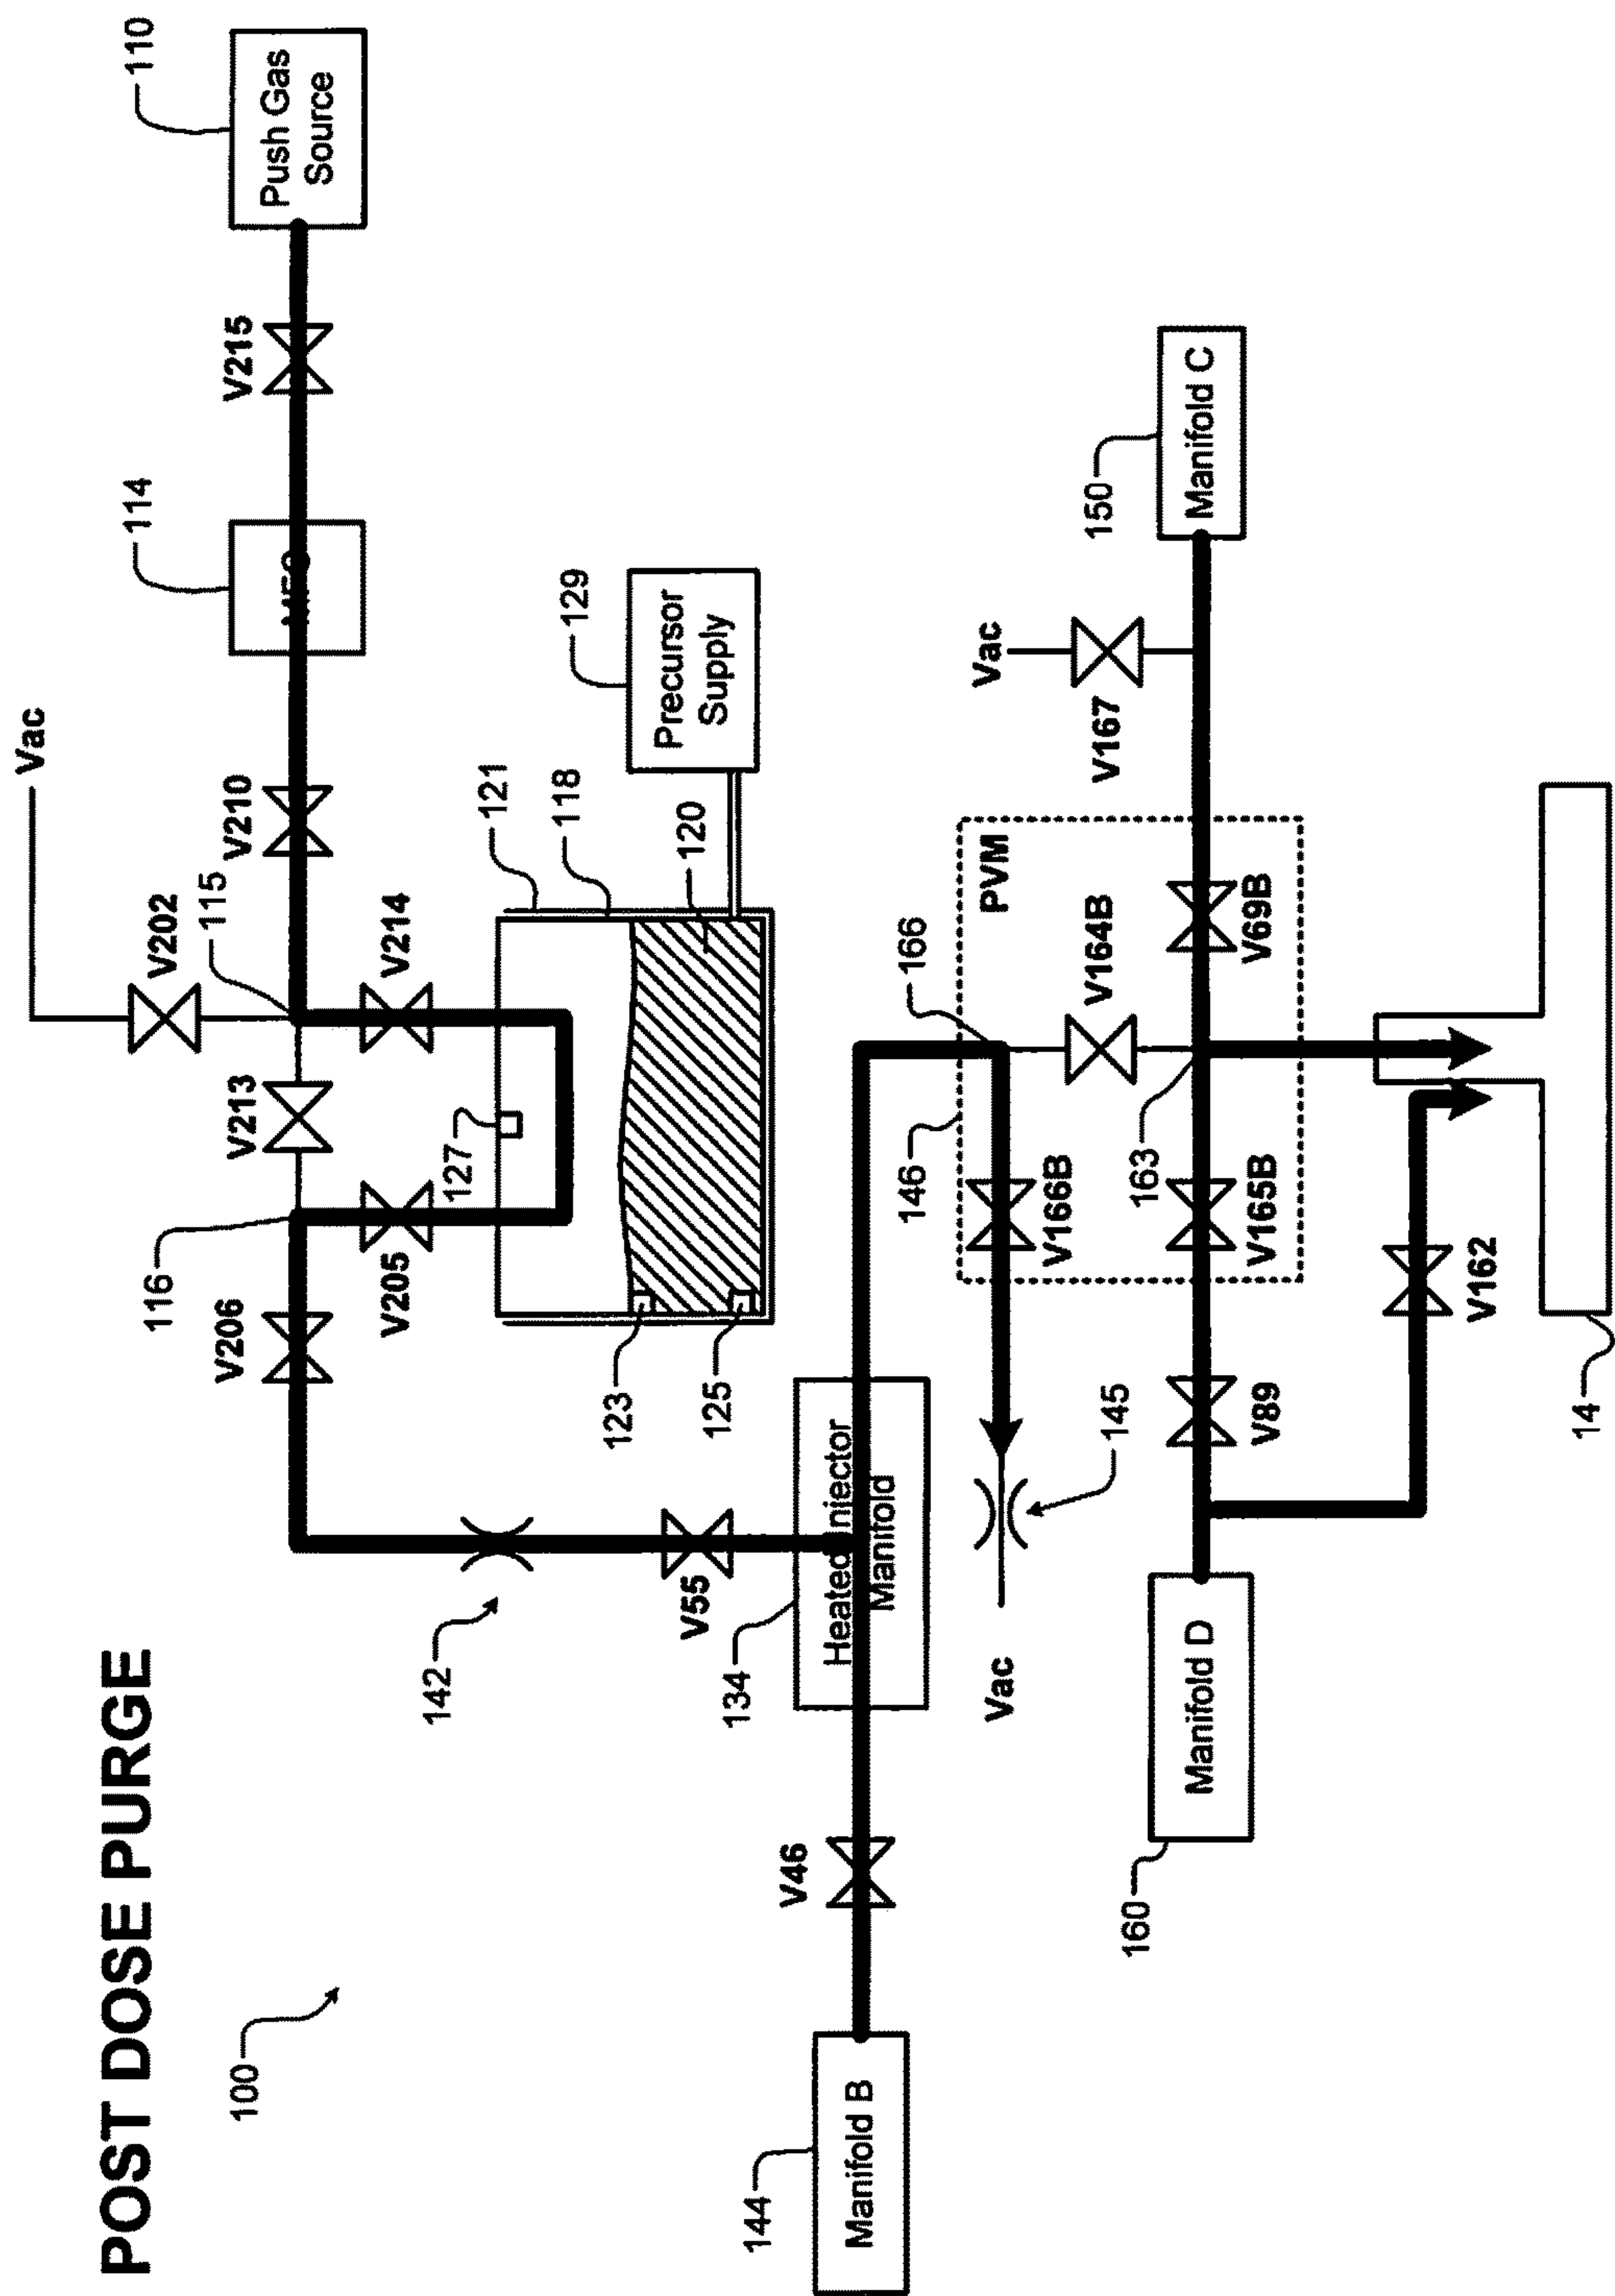 POST DOSE PURGE
100
Vac
110
Push Gas
Source
V215
114
V210
V202
115
V213
116
V206
V214
V205
127
121
118
120
129
Precursor
Supply
123
125
142
V55
134
Heated Injector
Manifold
V46
144
Manifold B
146
166
PVM
V164B
V166B
145
Vac
163
V165B
V69B
Vac
V167
150
Manifold C
V89
160
Manifold D
V162
14